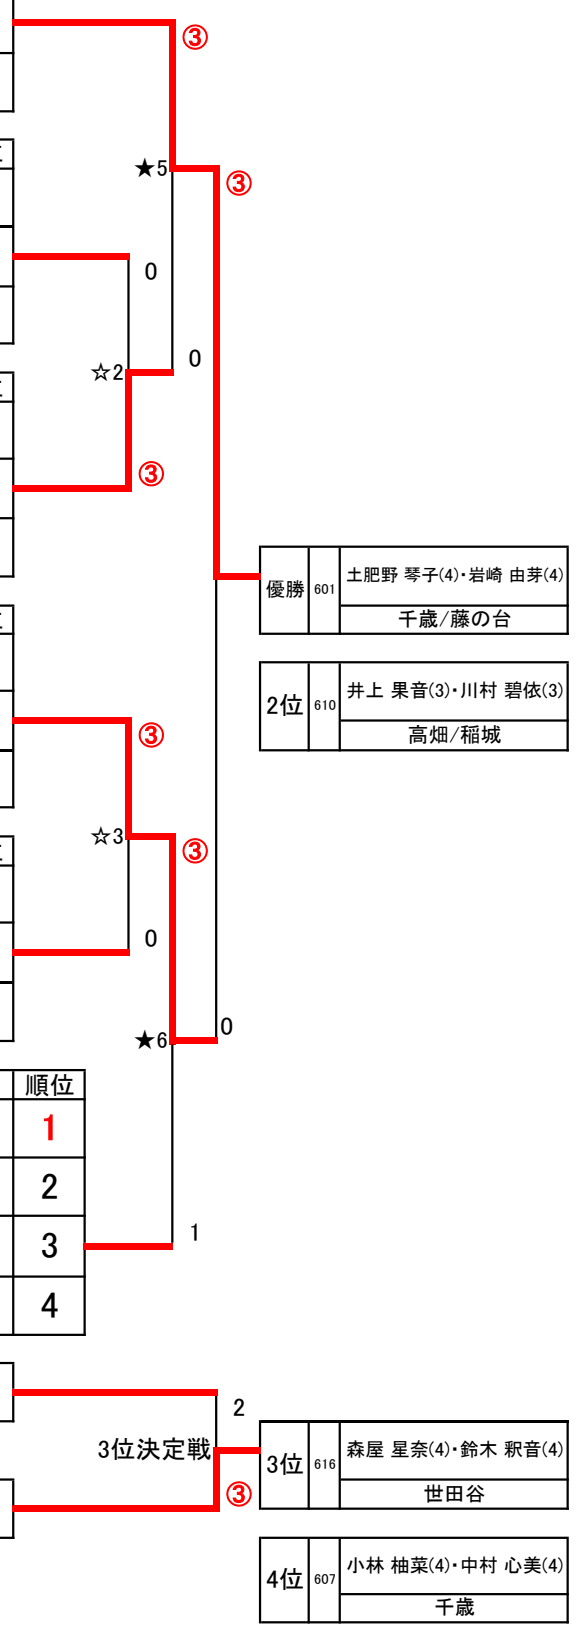 ③
★5
③
0
0
☆2
③
優勝 601 土肥野 琴子(4)・岩崎 由芽(4)
千歳/藤の台
2位 610 井上 果音(3)・川村 碧依(3)
高畑/稲城
③
☆3
③
0
0
★6
順位
1
2
1
3
4
2
3位決定戦
3位 616 森屋 星奈(4)・鈴木 釈音(4)
世田谷
③
4位 607 小林 柚菜(4)・中村 心美(4)
千歳